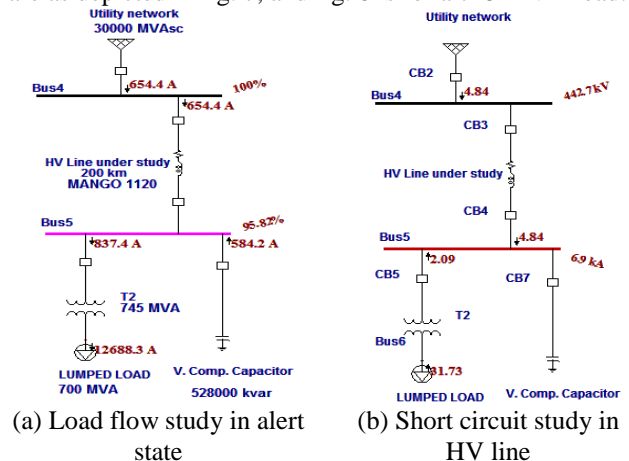 Utility network
30000 MVAsc
654.4 A
100%
Bus4
654.4 A
HV Line under study
200 km
MANGO 1120
95.82%
Bus5
837.4 A
584.2 A
T2
745 MVA
12688.3 A
LUMPED LOAD
700 MVA
V. Comp. Capacitor
528000 kvar
(a) Load flow study in alert
state
Utility network
CB2
4.84
442.7kV
Bus4
CB3
HV Line under study
CB4
Bus5
4.84
6.9 kA
2.09
CB5
CB7
T2
Bus6
31.73
LUMPED LOAD
V. Comp. Capacitor
(b) Short circuit study in
HV line